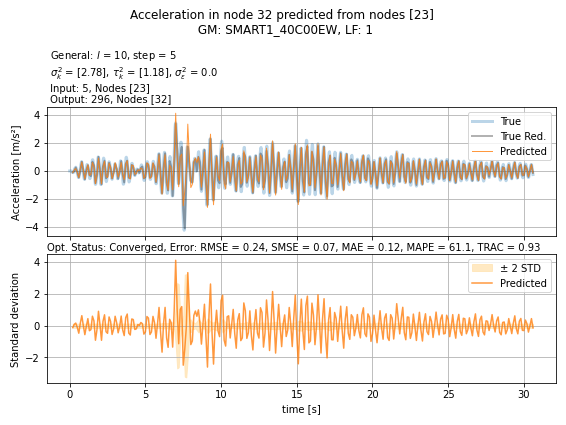 Acceleration in node 32 predicted from nodes [23]
GM: SMART1_40C00EW, LF: 1
General: l = 10, step = 5
σ²ₖ = [2.78], τ²ₖ = [1.18], σ²ε = 0.0
Input: 5, Nodes [23]
Output: 296, Nodes [32]
Acceleration [m/s²]
4
2
0
−2
−4
True
True Red.
Predicted
Opt. Status: Converged, Error: RMSE = 0.24, SMSE = 0.07, MAE = 0.12, MAPE = 61.1, TRAC = 0.93
Standard deviation
4
2
0
−2
± 2 STD
Predicted
0 5 10 15 20 25 30
time [s]